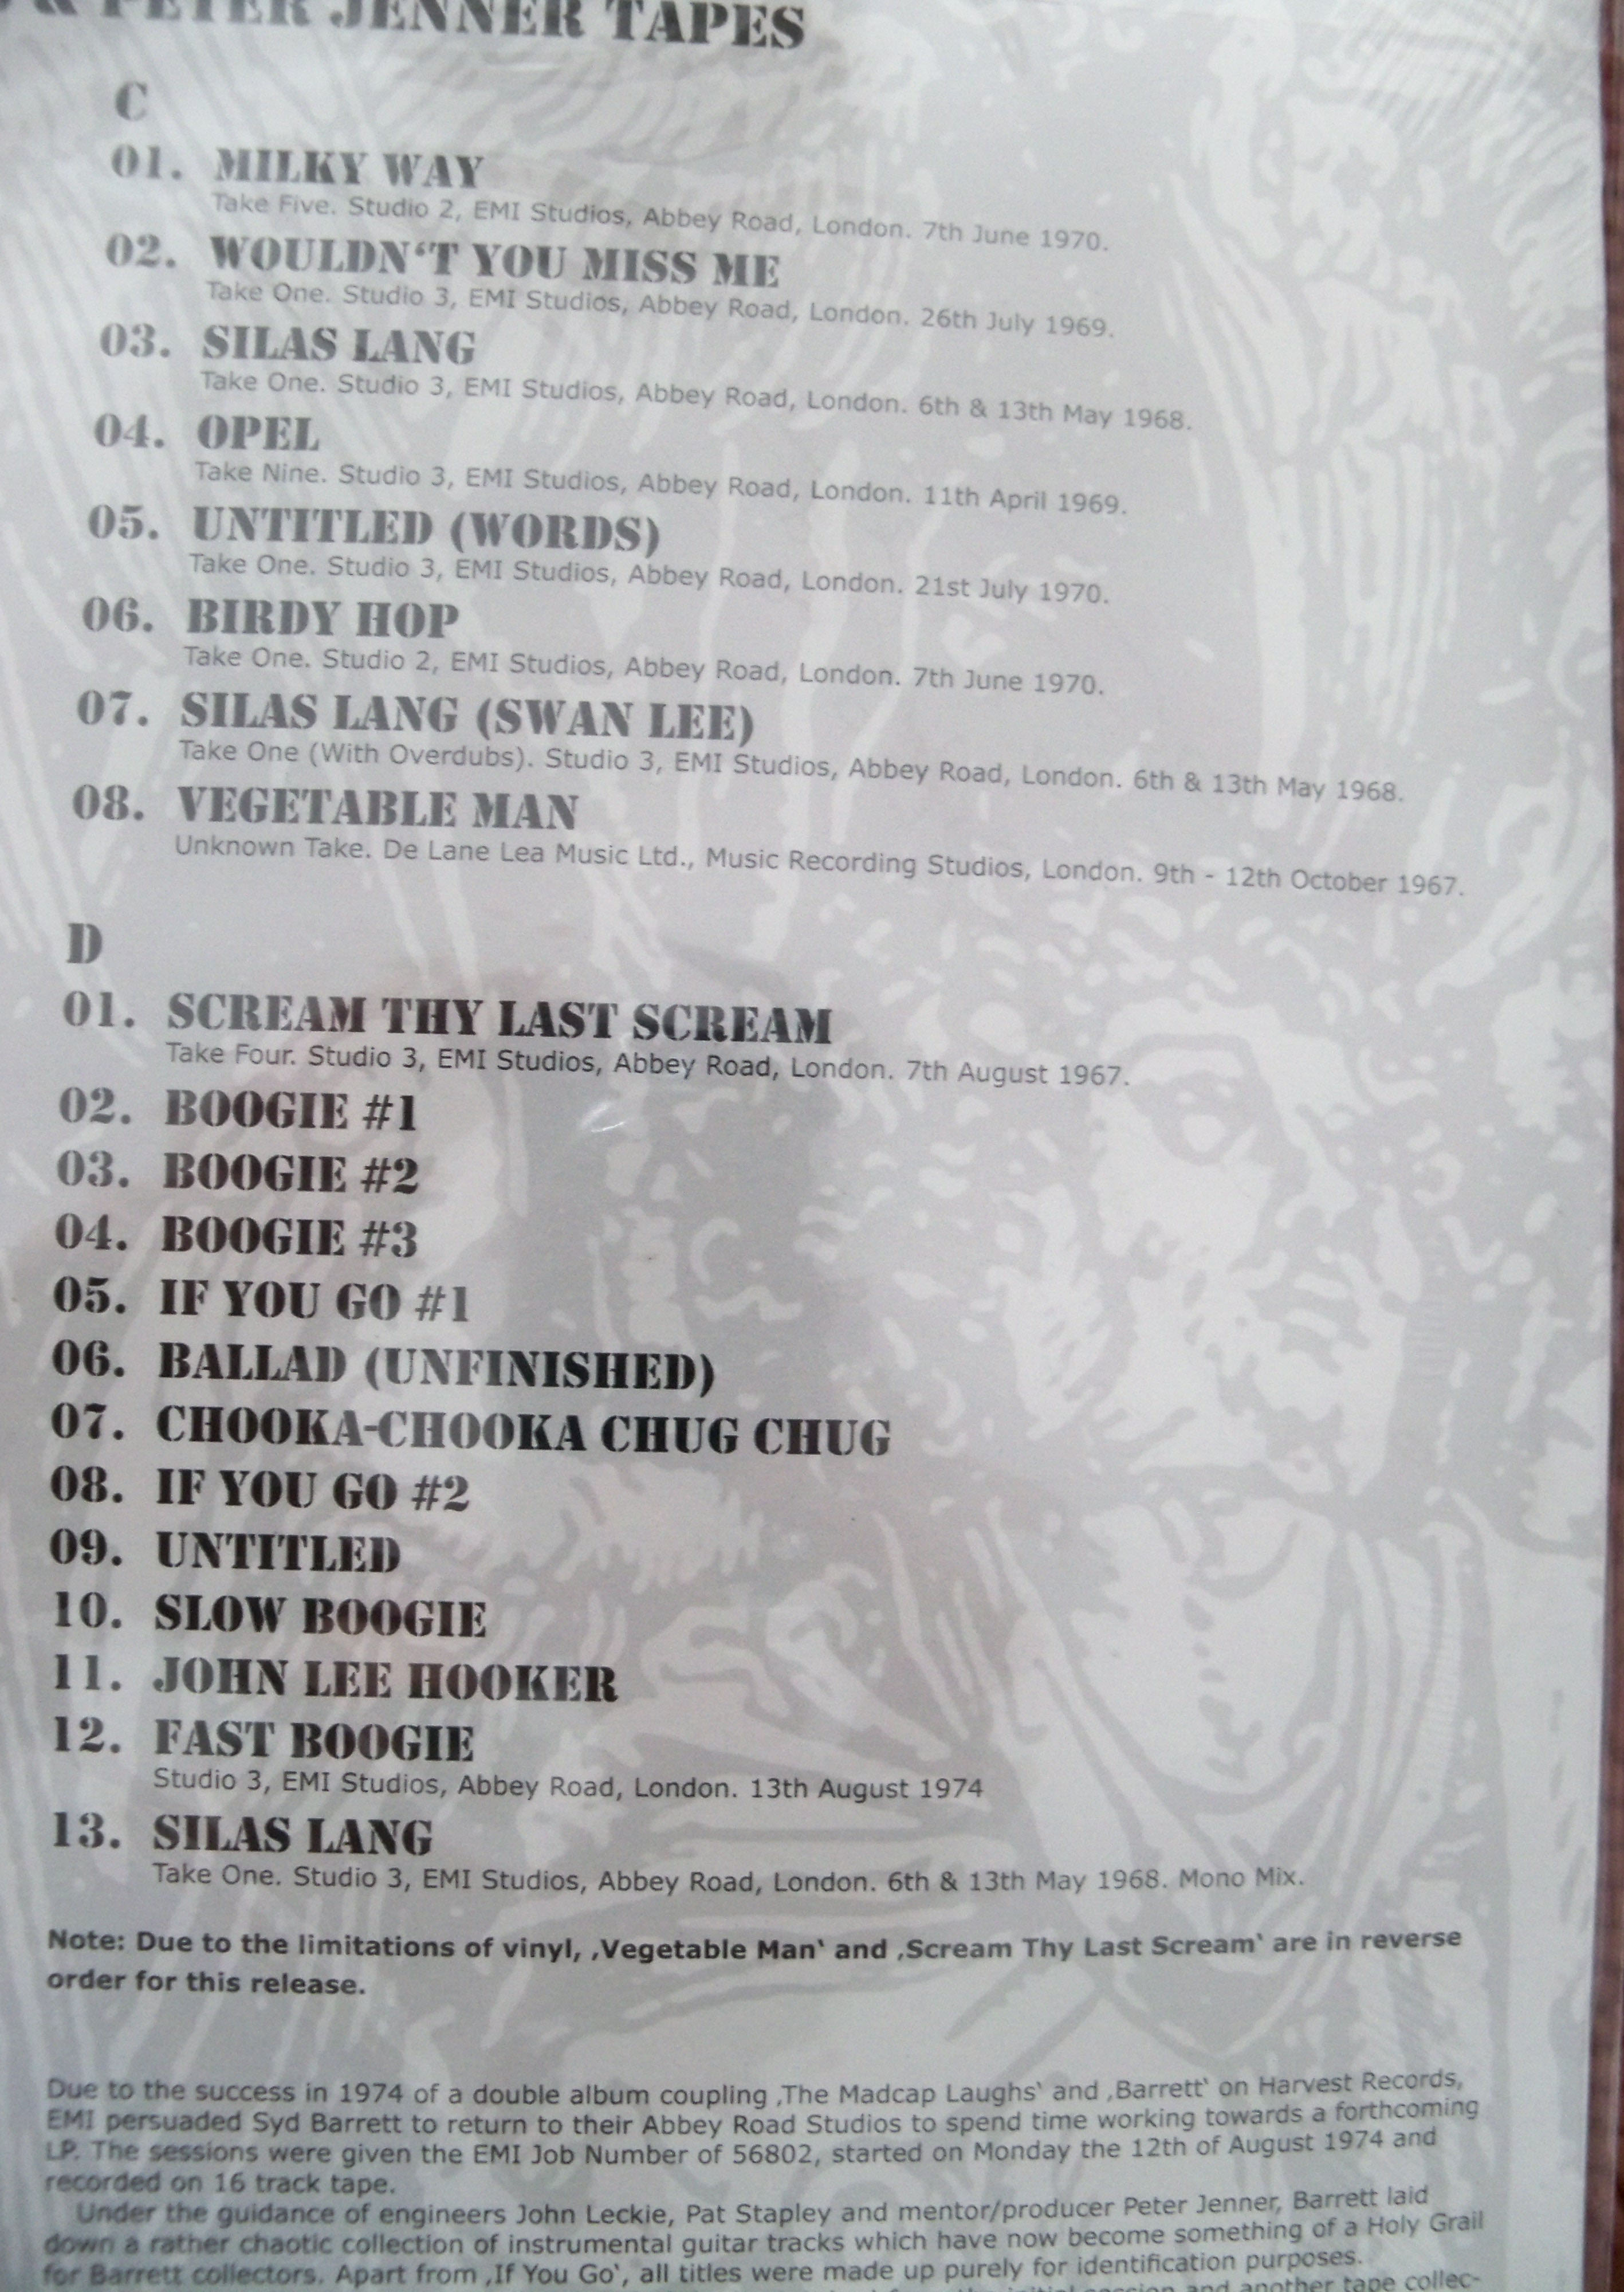 & PETER JENNER TAPES
C
01. MILKY WAY
Take Five. Studio 2, EMI Studios, Abbey Road, London. 7th June 1970.
02. WOULDN‘T YOU MISS ME
Take One. Studio 3, EMI Studios, Abbey Road, London. 26th July 1969.
03. SILAS LANG
Take One. Studio 3, EMI Studios, Abbey Road, London. 6th & 13th May 1968.
04. OPEL
Take Nine. Studio 3, EMI Studios, Abbey Road, London. 11th April 1969.
05. UNTITLED (WORDS)
Take One. Studio 3, EMI Studios, Abbey Road, London. 21st July 1970.
06. BIRDY HOP
Take One. Studio 2, EMI Studios, Abbey Road, London. 7th June 1970.
07. SILAS LANG (SWAN LEE)
Take One (With Overdubs). Studio 3, EMI Studios, Abbey Road, London. 6th & 13th May 1968.
08. VEGETABLE MAN
Unknown Take. De Lane Lea Music Ltd., Music Recording Studios, London. 9th - 12th October 1967.
D
01. SCREAM THY LAST SCREAM
Take Four. Studio 3, EMI Studios, Abbey Road, London. 7th August 1967.
02. BOOGIE #1
03. BOOGIE #2
04. BOOGIE #3
05. IF YOU GO #1
06. BALLAD (UNFINISHED)
07. CHOOKA-CHOOKA CHUG CHUG
08. IF YOU GO #2
09. UNTITLED
10. SLOW BOOGIE
11. JOHN LEE HOOKER
12. FAST BOOGIE
Studio 3, EMI Studios, Abbey Road, London. 13th August 1974
13. SILAS LANG
Take One. Studio 3, EMI Studios, Abbey Road, London. 6th & 13th May 1968. Mono Mix.
Note: Due to the limitations of vinyl, ‚Vegetable Man‘ and ‚Scream Thy Last Scream‘ are in reverse
order for this release.
Due to the success in 1974 of a double album coupling ‚The Madcap Laughs‘ and ‚Barrett‘ on Harvest Records,
EMI persuaded Syd Barrett to return to their Abbey Road Studios to spend time working towards a forthcoming
LP. The sessions were given the EMI Job Number of 56802, started on Monday the 12th of August 1974 and
recorded on 16 track tape.
Under the guidance of engineers John Leckie, Pat Stapley and mentor/producer Peter Jenner, Barrett laid
down a rather chaotic collection of instrumental guitar tracks which have now become something of a Holy Grail
for Barrett collectors. Apart from ‚If You Go‘, all titles were made up purely for identification purposes.
session and another tape collec-